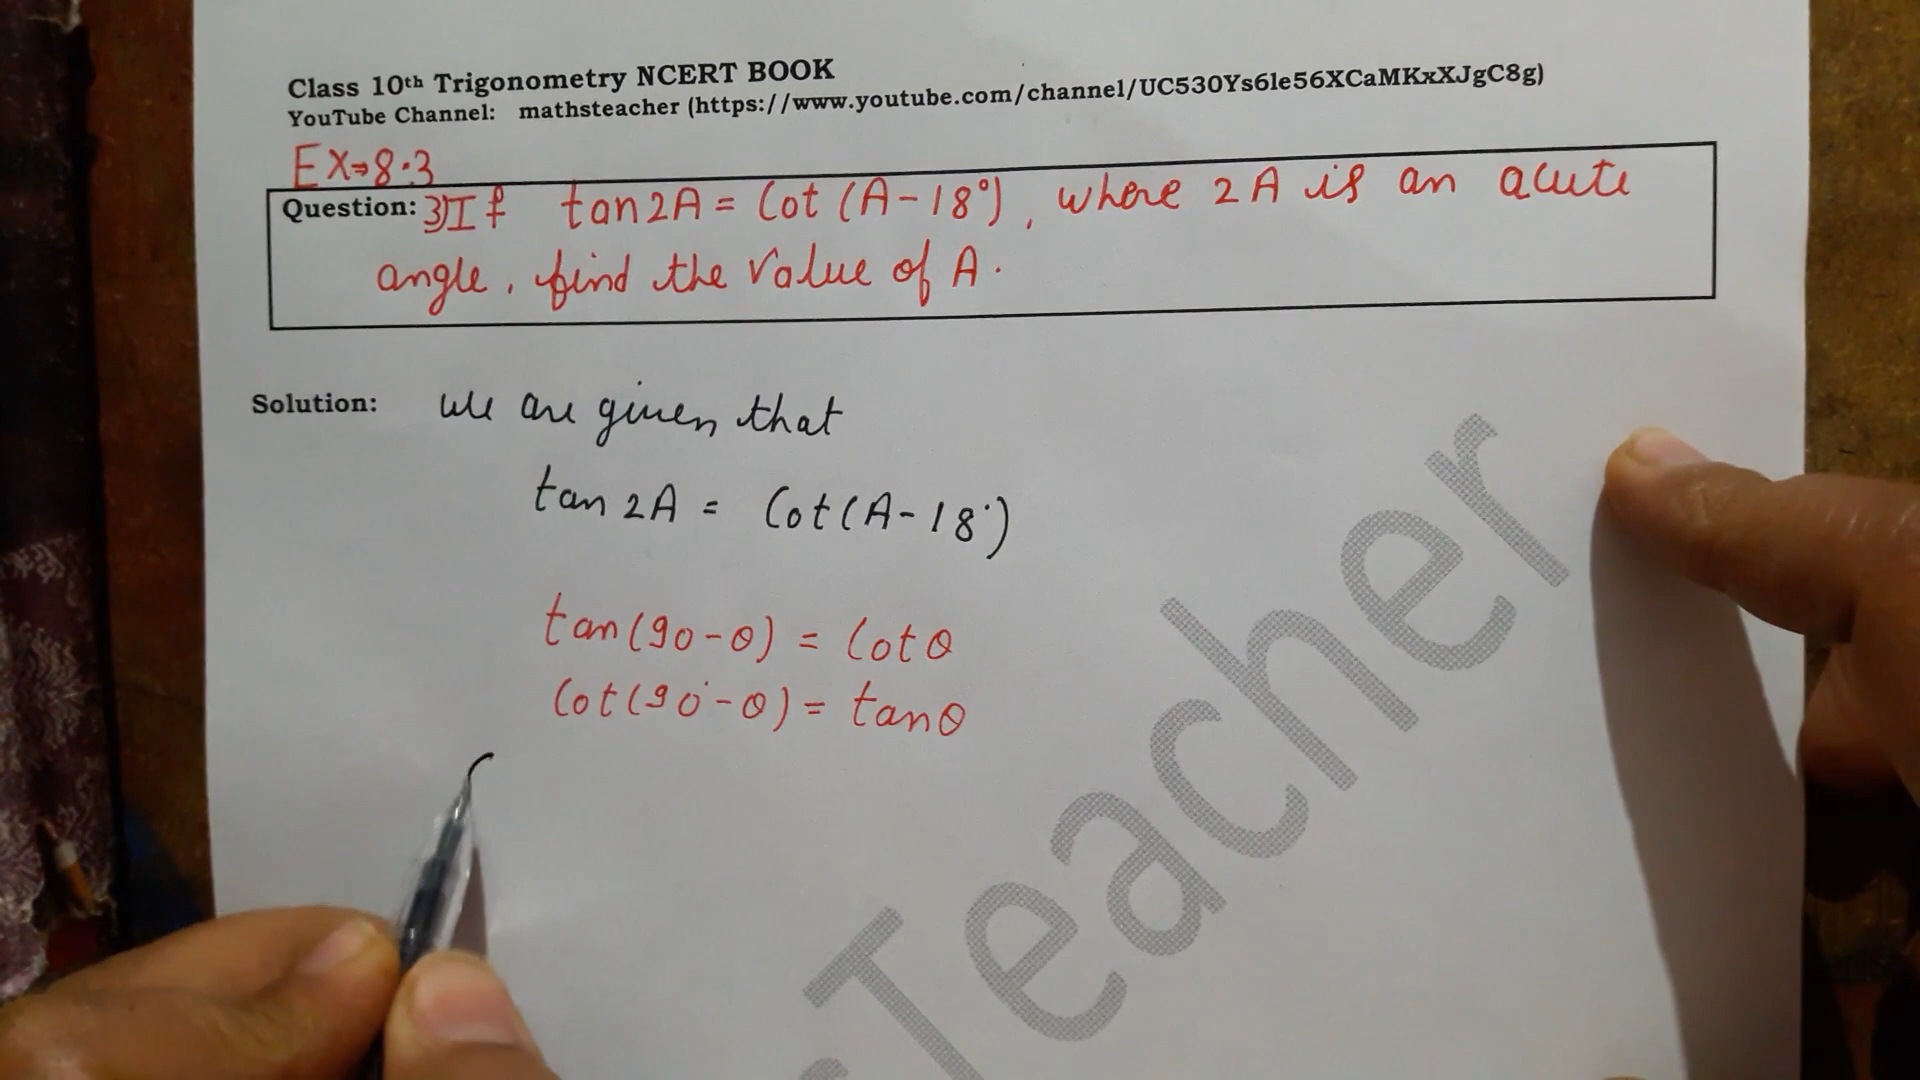 Class 10th Trigonometry NCERT BOOK
YouTube Channel: mathsteacher (https://www.youtube.com/channel/UC530Ys6le56XCaMKxXJgC8g)
EX→8.3
Question: 3) If tan 2A = Cot (A-18°), where 2A is an acute
angle, find the value of A.
Solution: We are given that
tan 2A = Cot (A-18°)
tan (90-θ) = Cot θ
Cot (90°-θ) = tan θ
Teacher